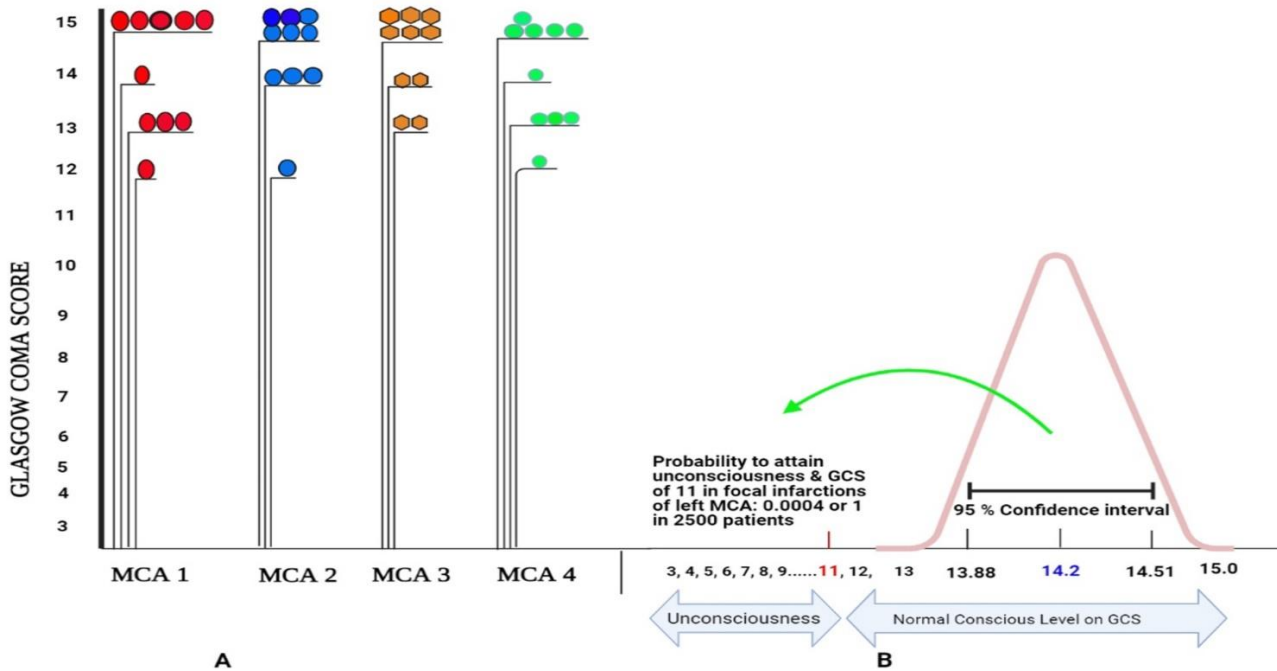 GLASGOW COMA SCORE
15
14
13
12
11
10
9
8
7
6
5
4
3
MCA 1
MCA 2
MCA 3
MCA 4
A
Probability to attain
unconsciousness & GCS
of 11 in focal infarctions
of left MCA: 0.0004 or 1
in 2500 patients
95 % Confidence interval
3, 4, 5, 6, 7, 8, 9......11, 12, 13 13.88 14.2 14.51 15.0
Unconsciousness
Normal Conscious Level on GCS
B